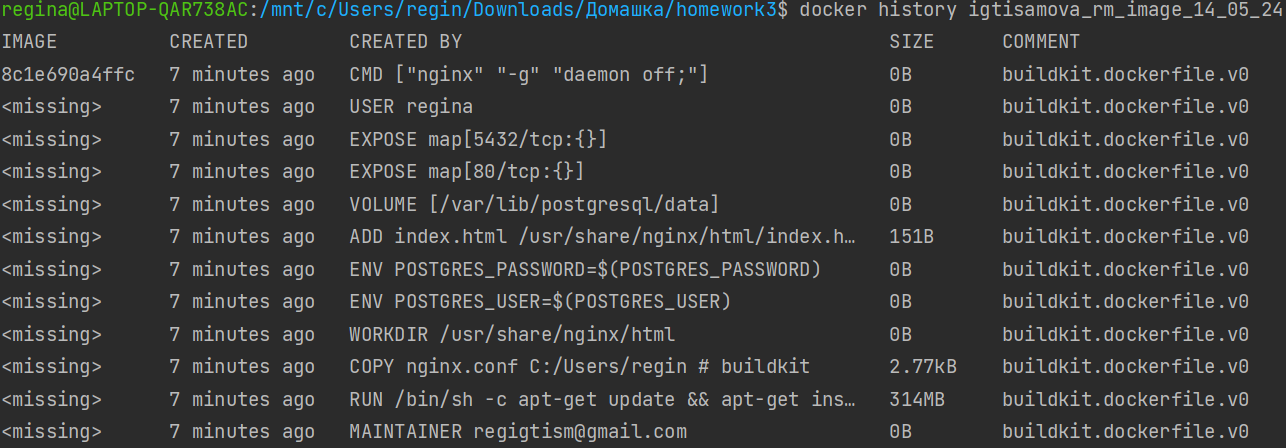 regina@LAPTOP-QAR738AC:/mnt/c/Users/regin/Downloads/Домашка/homework3$ docker history igtisamova_rm_image_14_05_24
IMAGE CREATED CREATED BY SIZE COMMENT
8c1e690a4ffc 7 minutes ago CMD ["nginx" "-g" "daemon off;"] 0B buildkit.dockerfile.v0
<missing> 7 minutes ago USER regina 0B buildkit.dockerfile.v0
<missing> 7 minutes ago EXPOSE map[5432/tcp:{}] 0B buildkit.dockerfile.v0
<missing> 7 minutes ago EXPOSE map[80/tcp:{}] 0B buildkit.dockerfile.v0
<missing> 7 minutes ago VOLUME [/var/lib/postgresql/data] 0B buildkit.dockerfile.v0
<missing> 7 minutes ago ADD index.html /usr/share/nginx/html/index.h… 151B buildkit.dockerfile.v0
<missing> 7 minutes ago ENV POSTGRES_PASSWORD=$(POSTGRES_PASSWORD) 0B buildkit.dockerfile.v0
<missing> 7 minutes ago ENV POSTGRES_USER=$(POSTGRES_USER) 0B buildkit.dockerfile.v0
<missing> 7 minutes ago WORKDIR /usr/share/nginx/html 0B buildkit.dockerfile.v0
<missing> 7 minutes ago COPY nginx.conf C:/Users/regin # buildkit 2.77kB buildkit.dockerfile.v0
<missing> 7 minutes ago RUN /bin/sh -c apt-get update && apt-get ins… 314MB buildkit.dockerfile.v0
<missing> 7 minutes ago MAINTAINER regigtism@gmail.com 0B buildkit.dockerfile.v0